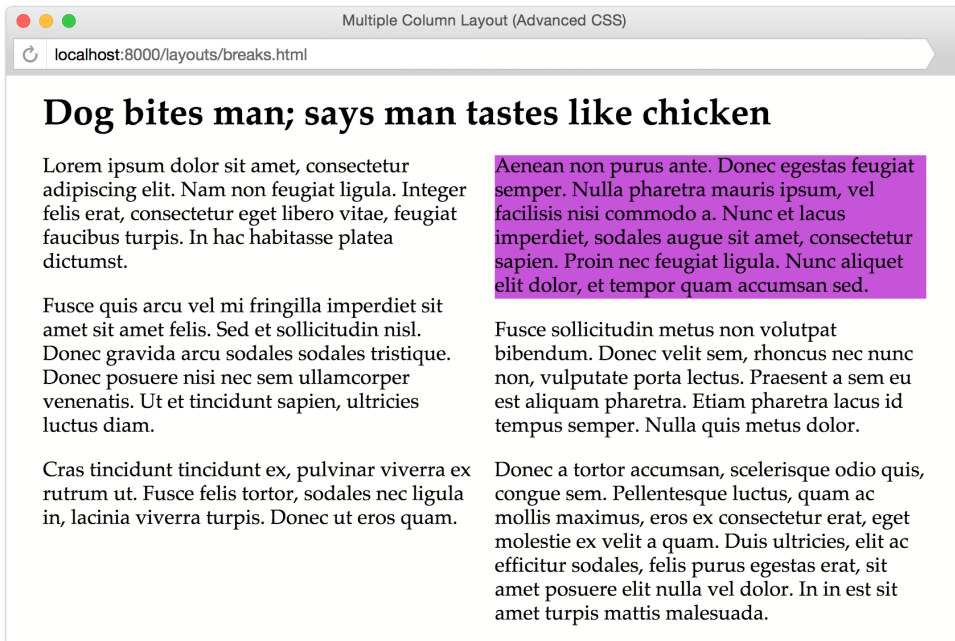 Multiple Column Layout (Advanced CSS)
localhost:8000/layouts/breaks.html
Dog bites man; says man tastes like chicken
Lorem ipsum dolor sit amet, consectetur
adipiscing elit. Nam non feugiat ligula. Integer
felis erat, consectetur eget libero vitae, feugiat
faucibus turpis. In hac habitasse platea
dictumst.
Fusce quis arcu vel mi fringilla imperdiet sit
amet sit amet felis. Sed et sollicitudin nisl.
Donec gravida arcu sodales sodales tristique.
Donec posuere nisi nec sem ullamcorper
venenatis. Ut et tincidunt sapien, ultricies
luctus diam.
Cras tincidunt tincidunt ex, pulvinar viverra ex
rutrum ut. Fusce felis tortor, sodales nec ligula
in, lacinia viverra turpis. Donec ut eros quam.
Aenean non purus ante. Donec egestas feugiat
semper. Nulla pharetra mauris ipsum, vel
facilisis nisi commodo a. Nunc et lacus
imperdiet, sodales augue sit amet, consectetur
sapien. Proin nec feugiat ligula. Nunc aliquet
elit dolor, et tempor quam accumsan sed.
Fusce sollicitudin metus non volutpat
bibendum. Donec velit sem, rhoncus nec nunc
non, vulputate porta lectus. Praesent a sem eu
est aliquam pharetra. Etiam pharetra lacus id
tempus semper. Nulla quis metus dolor.
Donec a tortor accumsan, scelerisque odio quis,
congue sem. Pellentesque luctus, quam ac
mollis maximus, eros ex consectetur erat, eget
molestie ex velit a quam. Duis ultricies, elit ac
efficitur sodales, felis purus egestas erat, sit
amet posuere elit nulla vel dolor. In in est sit
amet turpis mattis malesuada.